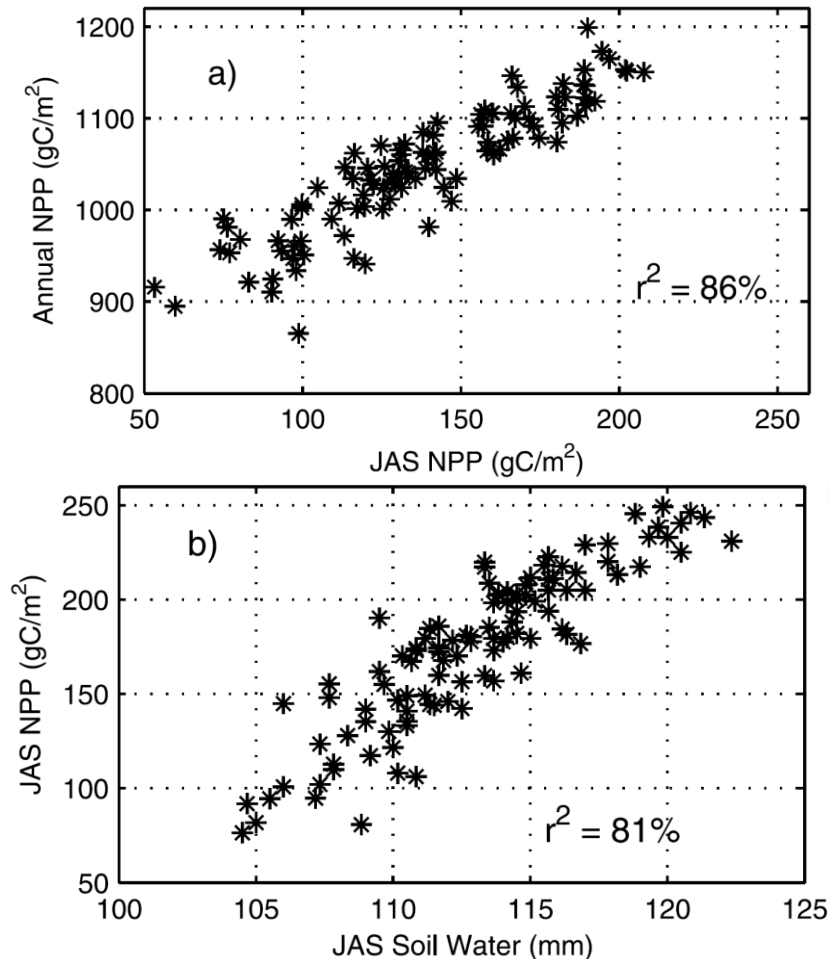 a)
1200
1100
1000
900
800
Annual NPP (gC/m²)
r² = 86%
50 100 150 200 250
JAS NPP (gC/m²)
b)
250
200
150
100
50
JAS NPP (gC/m²)
r² = 81%
100 105 110 115 120 125
JAS Soil Water (mm)